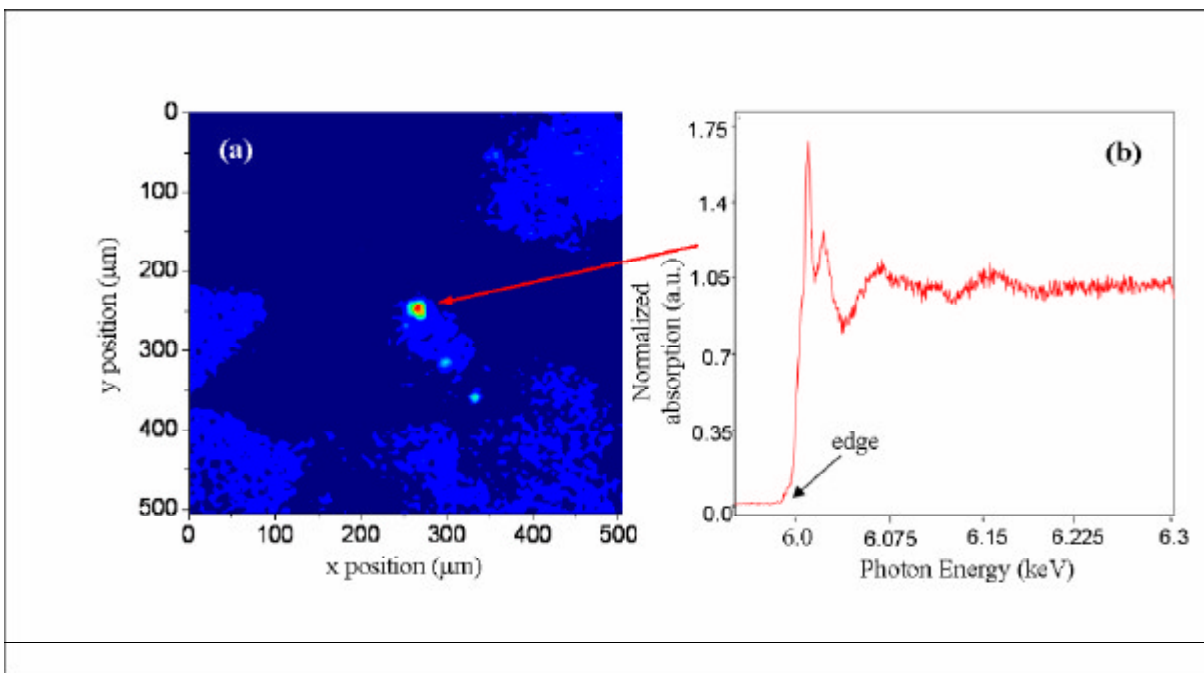 (a)
0
100
200
300
400
500
y position (μm)
0 100 200 300 400 500
x position (μm)
(b)
1.75
1.4
1.05
0.7
0.35
0.0
Normalized
absorption (a.u.)
edge
6.0 6.075 6.15 6.225 6.3
Photon Energy (keV)